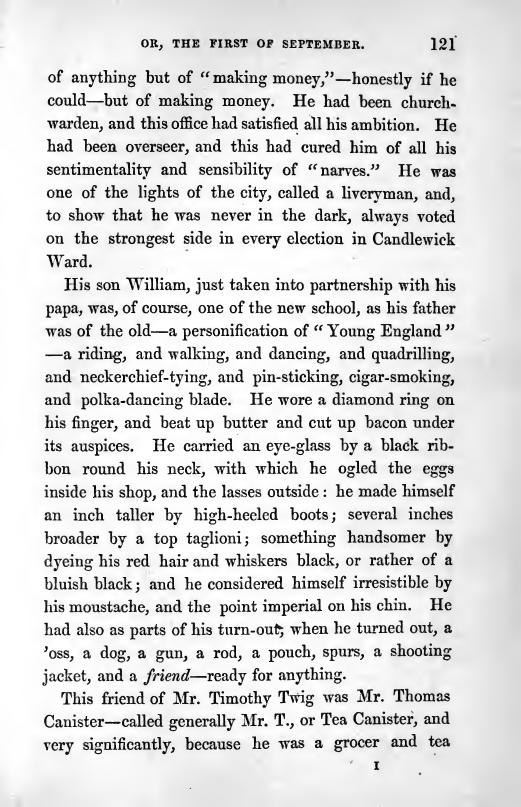 OR, THE FIRST OF SEPTEMBER. 121
of anything but of “making money,”—honestly if he
could—but of making money. He had been church-
warden, and this office had satisfied all his ambition. He
had been overseer, and this had cured him of all his
sentimentality and sensibility of “narves.” He was
one of the lights of the city, called a liveryman, and,
to show that he was never in the dark, always voted
on the strongest side in every election in Candlewick
Ward.
His son William, just taken into partnership with his
papa, was, of course, one of the new school, as his father
was of the old—a personification of “Young England”
—a riding, and walking, and dancing, and quadrilling,
and neckerchief-tying, and pin-sticking, cigar-smoking,
and polka-dancing blade. He wore a diamond ring on
his finger, and beat up butter and cut up bacon under
its auspices. He carried an eye-glass by a black rib-
bon round his neck, with which he ogled the eggs
inside his shop, and the lasses outside: he made himself
an inch taller by high-heeled boots; several inches
broader by a top taglioni; something handsomer by
dyeing his red hair and whiskers black, or rather of a
bluish black; and he considered himself irresistible by
his moustache, and the point imperial on his chin. He
had also as parts of his turn-out, when he turned out, a
’oss, a dog, a gun, a rod, a pouch, spurs, a shooting
jacket, and a friend—ready for anything.
This friend of Mr. Timothy Twig was Mr. Thomas
Canister—called generally Mr. T., or Tea Canister, and
very significantly, because he was a grocer and tea
I